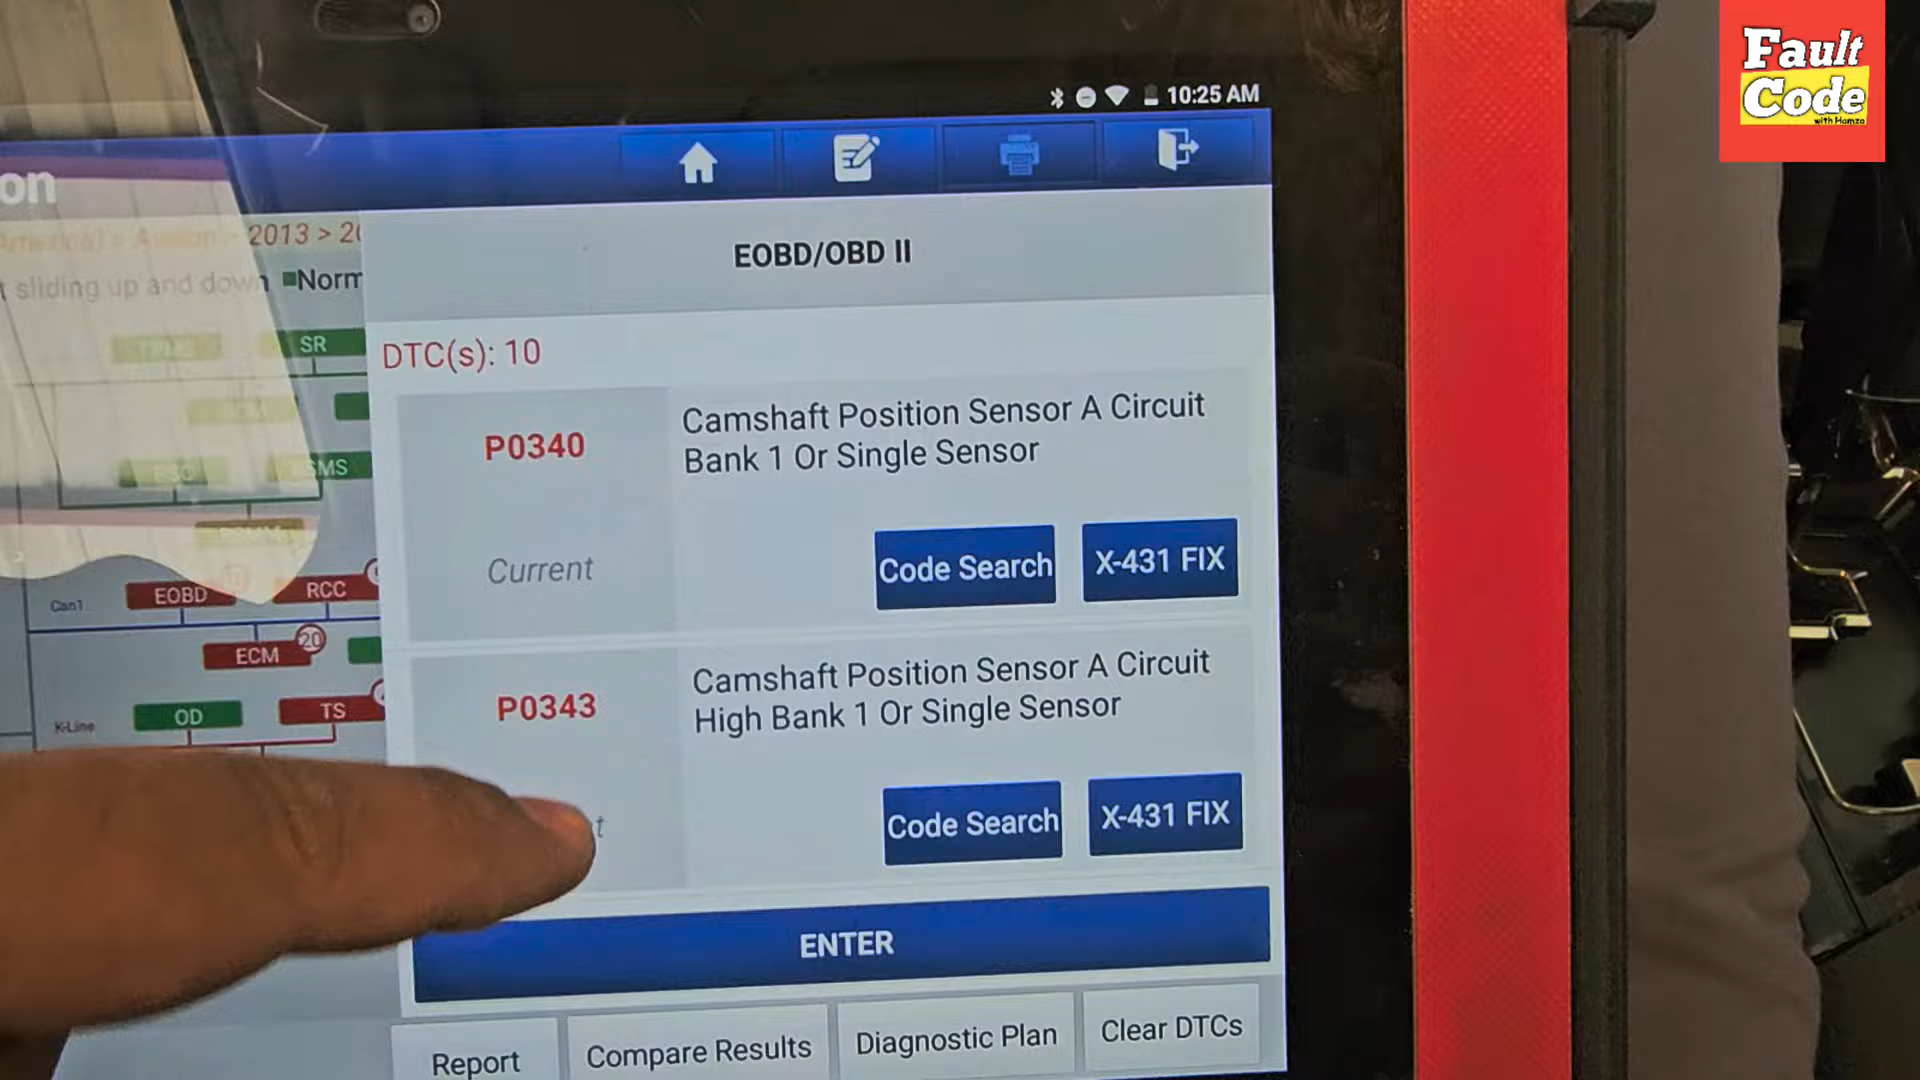 Fault
Code
with Hamza
10:25 AM
on
2013 > 20
EOBD/OBD II
t sliding up and down Norm
DTC(s): 10
SR
P0340
Camshaft Position Sensor A Circuit
Bank 1 Or Single Sensor
Current
Code Search
X-431 FIX
Can1
EOBD
RCC
ECM
20
P0343
Camshaft Position Sensor A Circuit
High Bank 1 Or Single Sensor
K-Line
OD
TS
t
Code Search
X-431 FIX
ENTER
Report
Compare Results
Diagnostic Plan
Clear DTCs